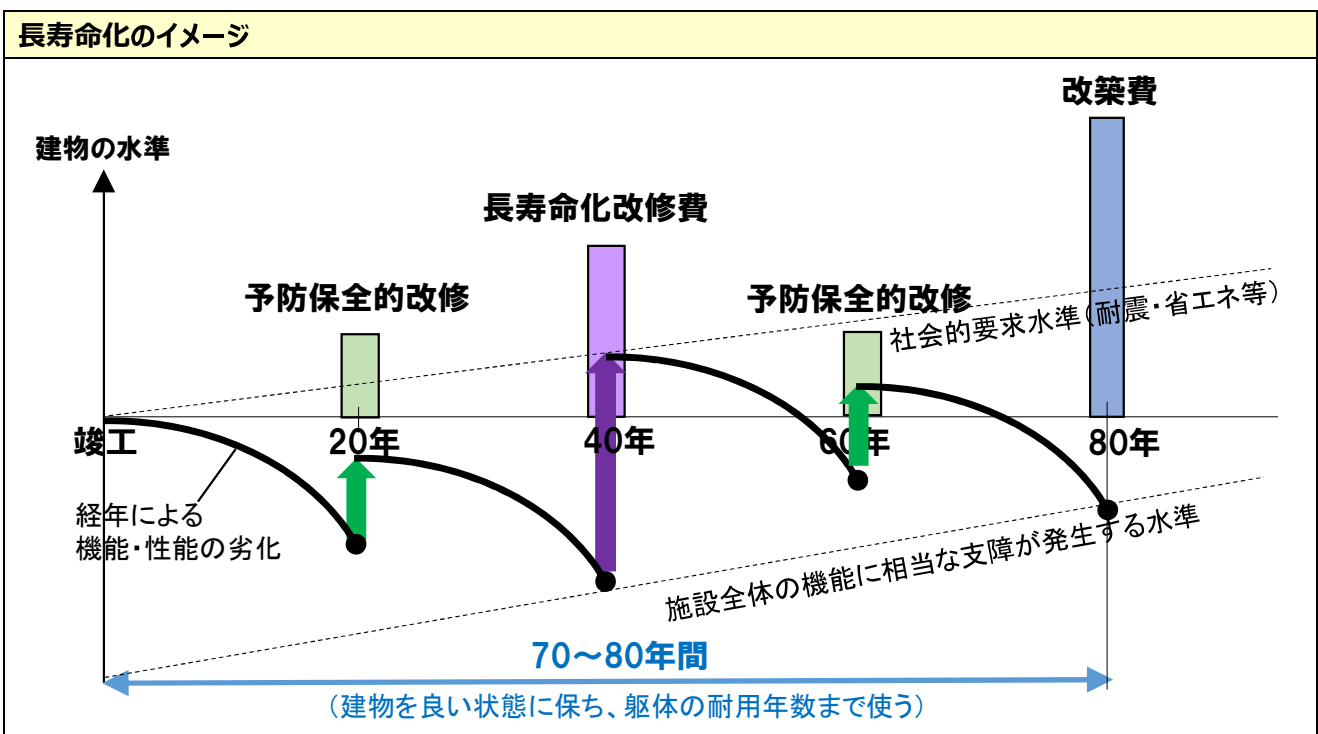 長寿命化のイメージ
改築費
建物の水準
長寿命化改修費
予防保全的改修
予防保全的改修
社会的要求水準(耐震・省エネ等)
竣工
20年
40年
60年
80年
経年による
機能・性能の劣化
施設全体の機能に相当な支障が発生する水準
70～80年間
(建物を良い状態に保ち、躯体の耐用年数まで使う)